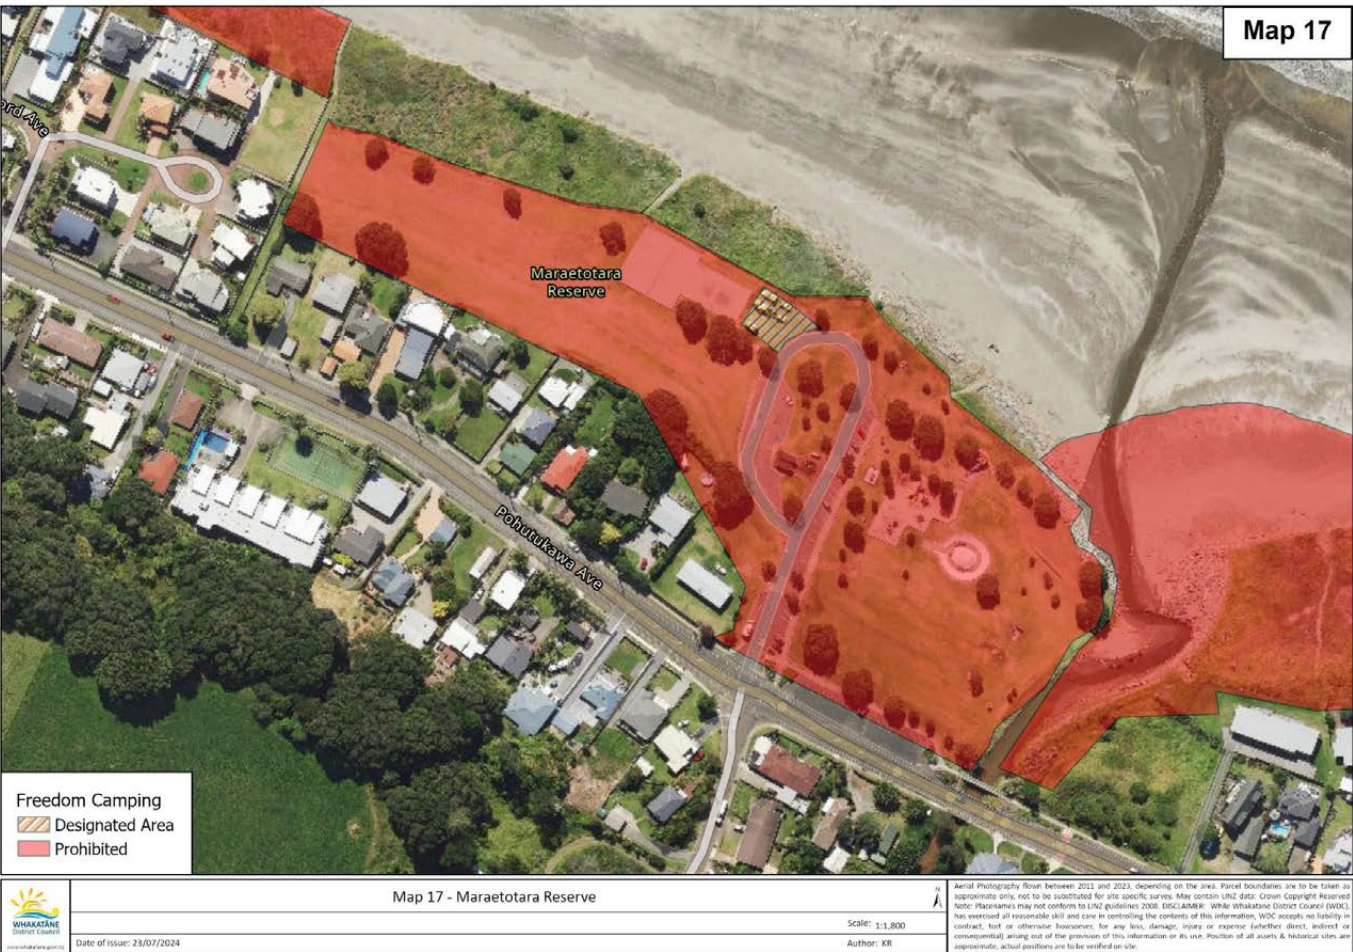 Map 17
ord Ave
Maraetotara
Reserve
Pohutukawa Ave
Freedom Camping
Designated Area
Prohibited
WHAKATĀNE
District Council
Map 17 - Maraetotara Reserve
N
Scale: 1:1,800
Date of issue: 23/07/2024
Author: KR
Aerial Photography flown between 2011 and 2023, depending on the area. Parcel boundaries are to be taken as
approximate only, not to be substituted for site specific survey. May contain LINZ data: Crown Copyright Reserved
Note: Placenames may not conform to LINZ guidelines 2008. DISCLAIMER: While Whakatane District Council (WDC),
has exercised all reasonable skill and care in controlling the contents of this information, WDC accepts no liability in
contract, tort or otherwise howsoever, for any loss, damage, injury or expense (whether direct, indirect or
consequential) arising out of the provision of this information or its use. Position of all assets & historical sites are
approximate, actual positions are to be verified on site.